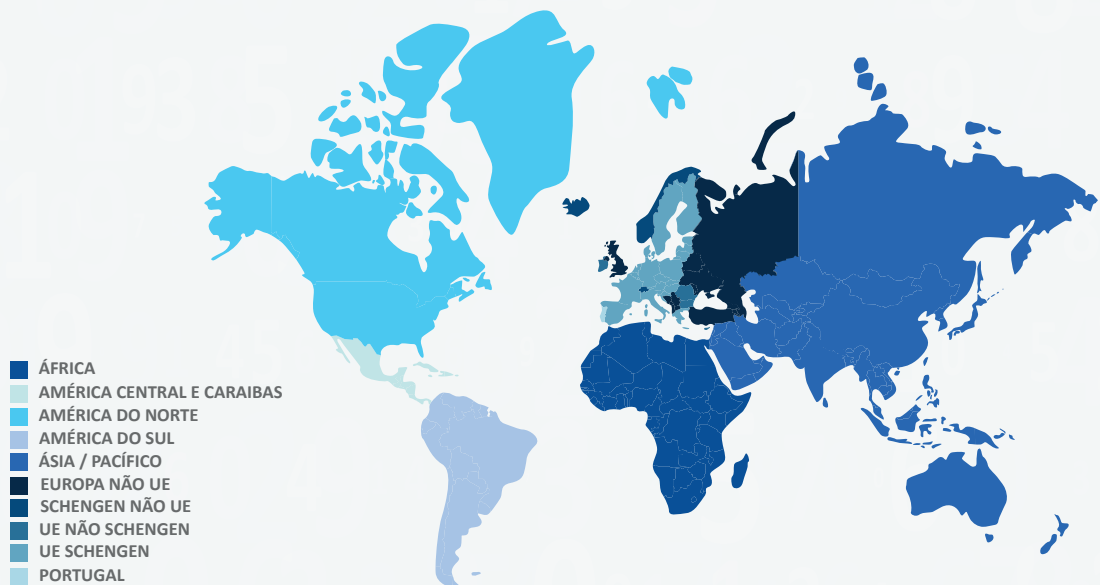 ÁFRICA
AMÉRICA CENTRAL E CARAIBAS
AMÉRICA DO NORTE
AMÉRICA DO SUL
ÁSIA / PACÍFICO
EUROPA NÃO UE
SCHENGEN NÃO UE
UE NÃO SCHENGEN
UE SCHENGEN
PORTUGAL